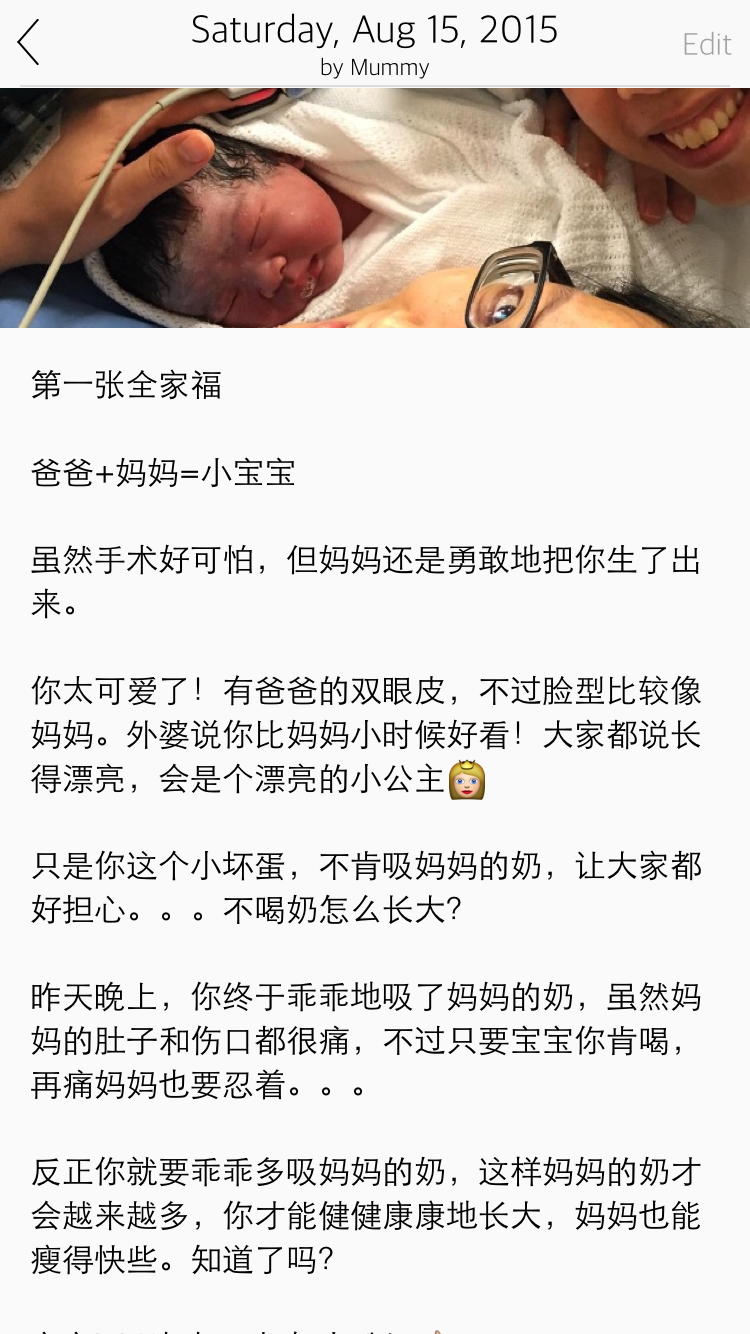 Saturday, Aug 15, 2015
Edit
by Mummy
第一张全家福
爸爸+妈妈=小宝宝
虽然手术好可怕，但妈妈还是勇敢地把你生了出
来。
你太可爱了！有爸爸的双眼皮，不过脸型比较像
妈妈。外婆说你比妈妈小时候好看！大家都说长
得漂亮，会是个漂亮的小公主👸
只是你这个小坏蛋，不肯吸妈妈的奶，让大家都
好担心。。。不喝奶怎么长大？
昨天晚上，你终于乖乖地吸了妈妈的奶，虽然妈
妈的肚子和伤口都很痛，不过只要宝宝你肯喝，
再痛妈妈也要忍着。。。
反正你就要乖乖多吸妈妈的奶，这样妈妈的奶才
会越来越多，你才能健健康康地长大，妈妈也能
瘦得快些。知道了吗？